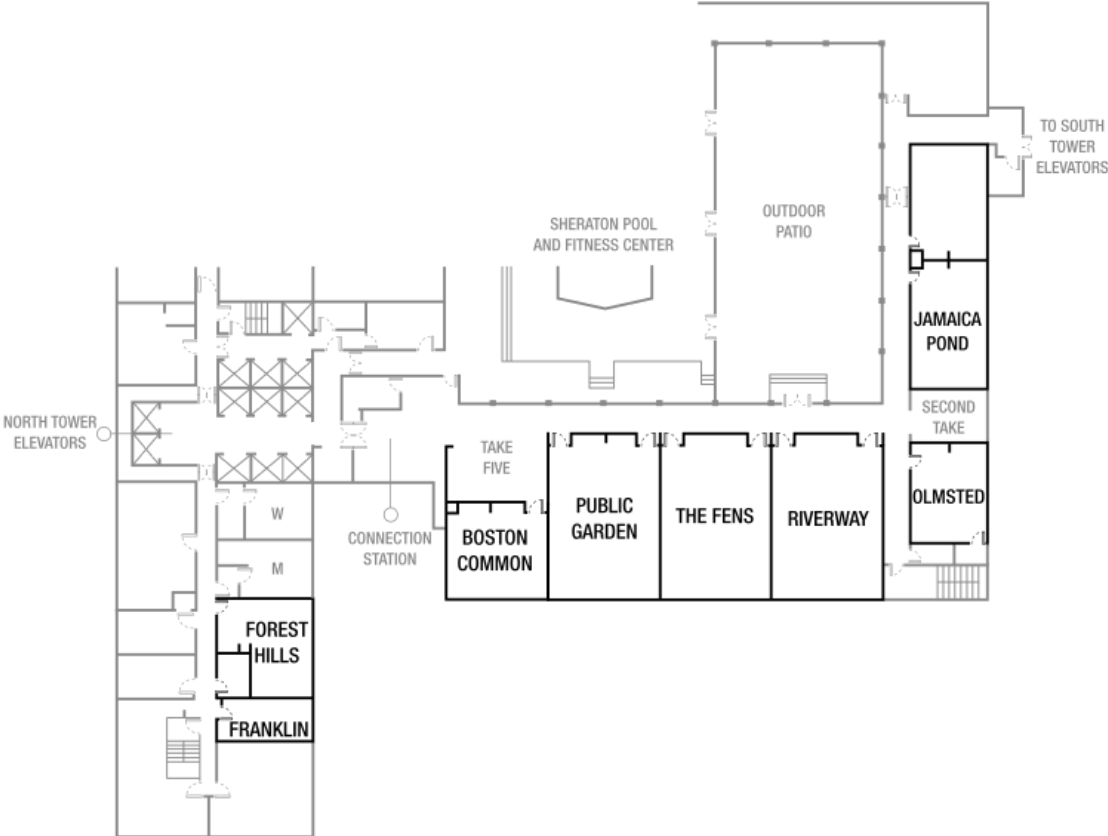 TO SOUTH
TOWER
ELEVATORS
OUTDOOR
PATIO
SHERATON POOL
AND FITNESS CENTER
JAMAICA
POND
NORTH TOWER
ELEVATORS
SECOND
TAKE
TAKE
FIVE
PUBLIC
GARDEN
THE FENS
RIVERWAY
OLMSTED
W
CONNECTION
STATION
BOSTON
COMMON
M
FOREST
HILLS
FRANKLIN